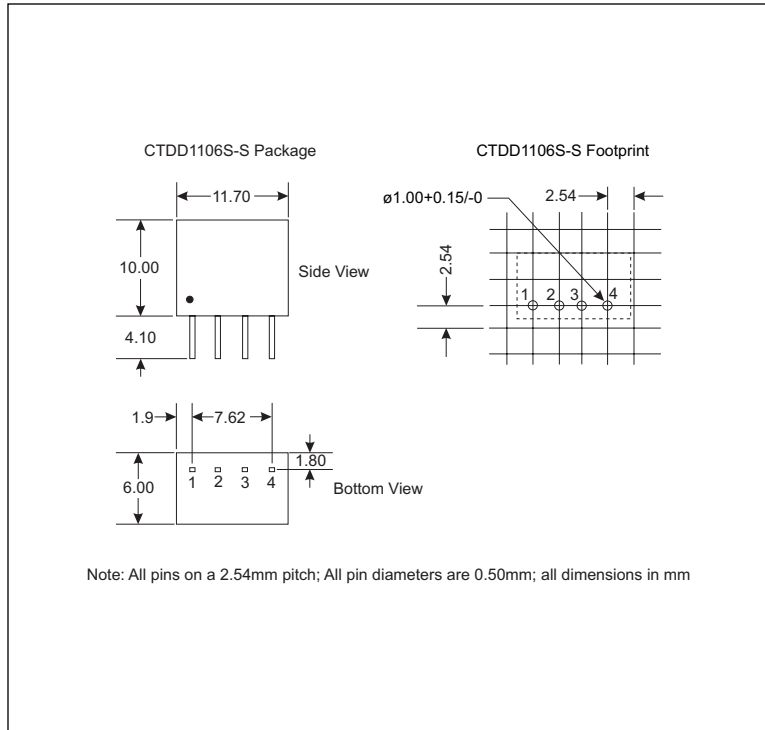 CTDD1106S-S Package
11.70
10.00
Side View
4.10
1.9
7.62
1.80
6.00
1 2 3 4
Bottom View
CTDD1106S-S Footprint
ø1.00+0.15/-0
2.54
2.54
1 2 3 4
Note: All pins on a 2.54mm pitch; All pin diameters are 0.50mm; all dimensions in mm